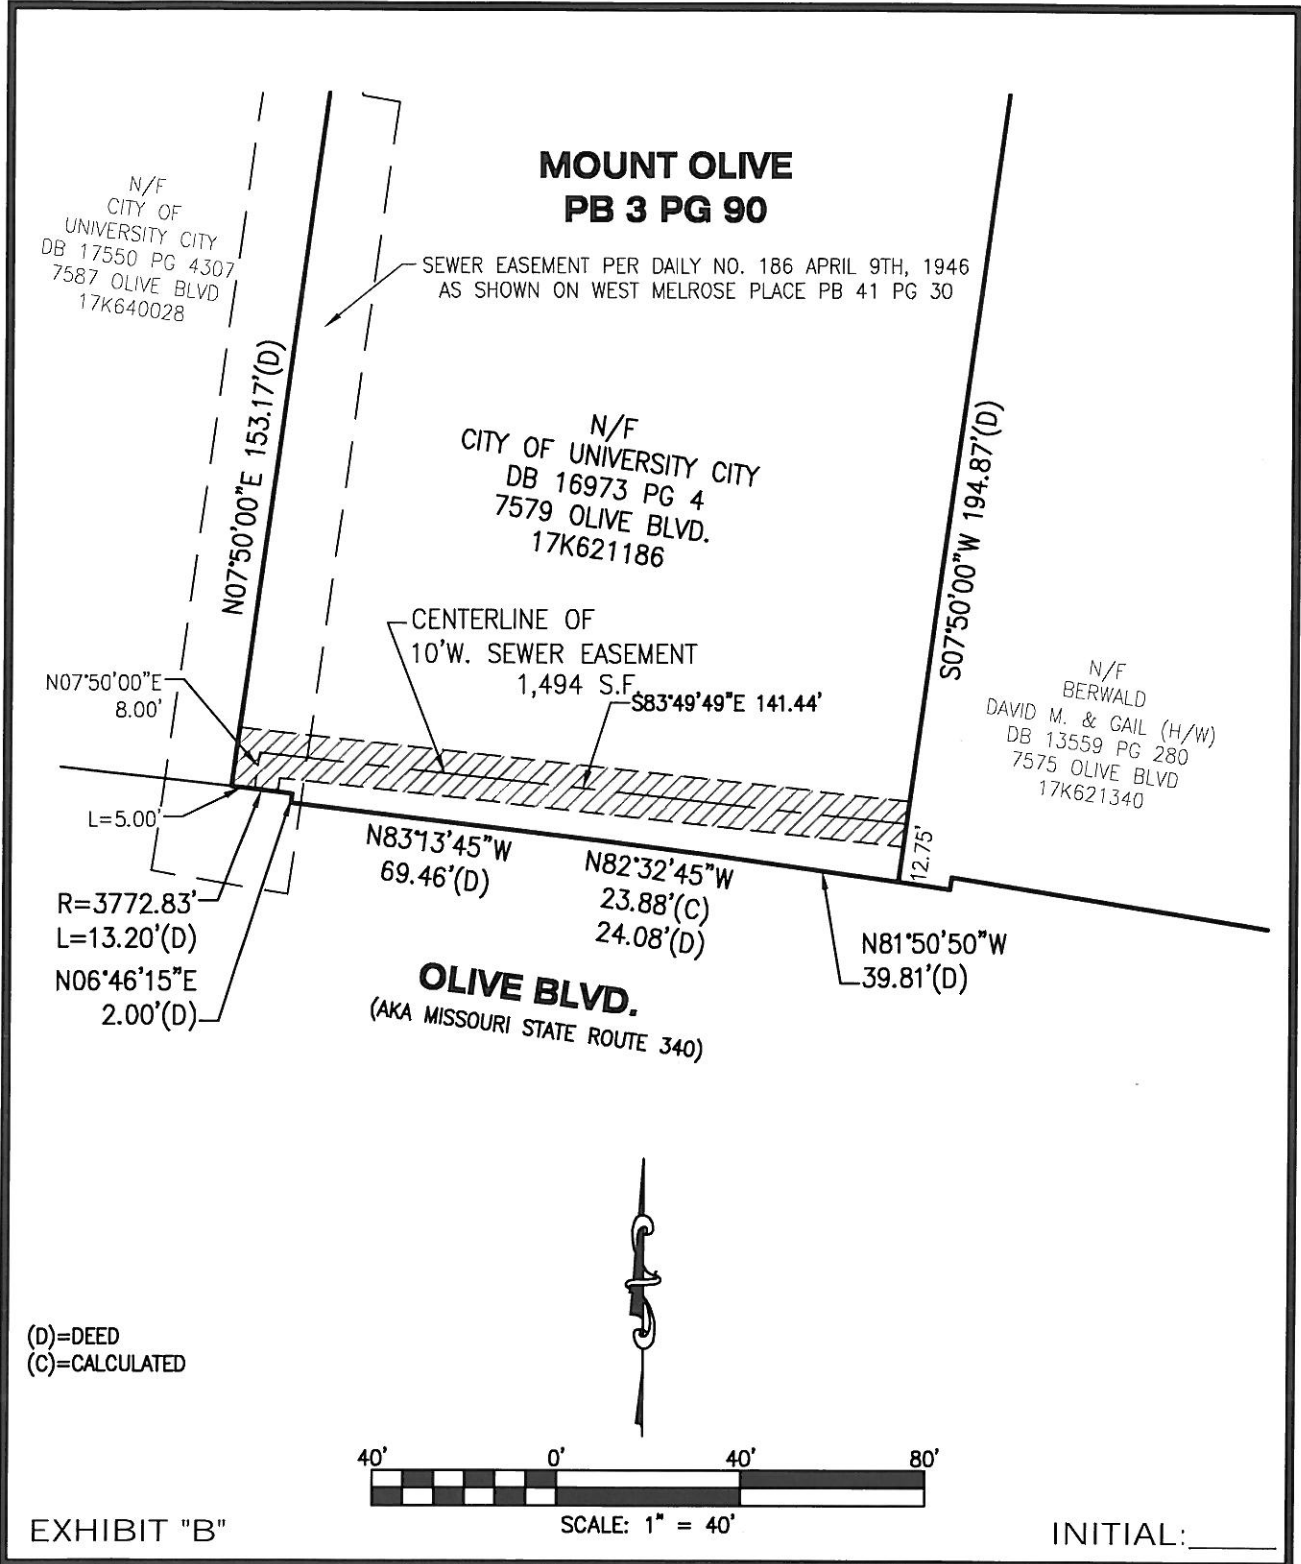 MOUNT OLIVE
PB 3 PG 90
N/F
CITY OF
UNIVERSITY CITY
DB 17550 PG 4307
7587 OLIVE BLVD
17K640028
SEWER EASEMENT PER DAILY NO. 186 APRIL 9TH, 1946
AS SHOWN ON WEST MELROSE PLACE PB 41 PG 30
N07°50'00"E 153.17'(D)
N/F
CITY OF UNIVERSITY CITY
DB 16973 PG 4
7579 OLIVE BLVD.
17K621186
S07°50'00"W 194.87'(D)
CENTERLINE OF
10'W. SEWER EASEMENT
1,494 S.F.
S83°49'49"E 141.44'
N07°50'00"E
8.00'
N/F
BERWALD
DAVID M. & GAIL (H/W)
DB 13559 PG 280
7575 OLIVE BLVD
17K621340
L=5.00'
12.75'
N83°13'45"W
69.46'(D)
N82°32'45"W
23.88'(C)
24.08'(D)
R=3772.83'
L=13.20'(D)
N06°46'15"E
2.00'(D)
N81°50'50"W
39.81'(D)
OLIVE BLVD.
(AKA MISSOURI STATE ROUTE 340)
(D)=DEED
(C)=CALCULATED
40' 0' 40' 80'
SCALE: 1" = 40'
EXHIBIT "B"
INITIAL: